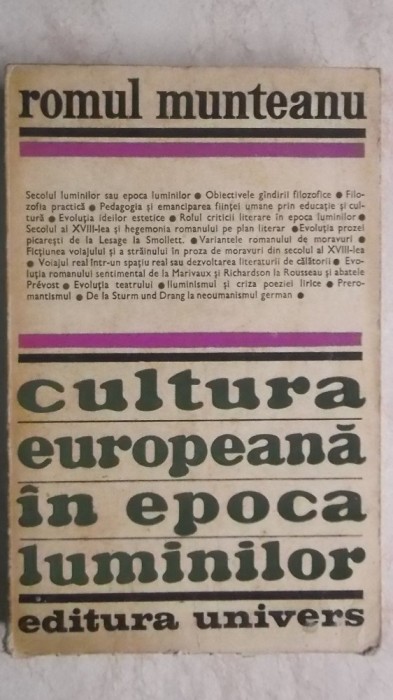 romul munteanu
Secolul luminilor sau epoca luminilor ● Obiectivele gîndirii filozofice ● Filo-
zofia practică ● Pedagogia și emanciparea ființei umane prin educație și cul-
tură ● Evoluția ideilor estetice ● Rolul criticii literare în epoca luminilor ●
Secolul al XVIII-lea și hegemonia romanului pe plan literar ● Evoluția prozei
picarești de la Lesage la Smollett. ● Variantele romanului de moravuri ●
Ficțiunea voiajului și a străinului în proza de moravuri din secolul al XVIII-lea
● Voiajul real într-un spațiu real sau dezvoltarea literaturii de călătorii ● Evo-
luția romanului sentimental de la Marivaux și Richardson la Rousseau și abatele
Prévost ● Evoluția teatrului ● Iluminismul și criza poeziei lirice ● Prero-
mantismul ● De la Sturm und Drang la neoumanismul german ●
cultura
europeană
în epoca
luminilor
editura univers